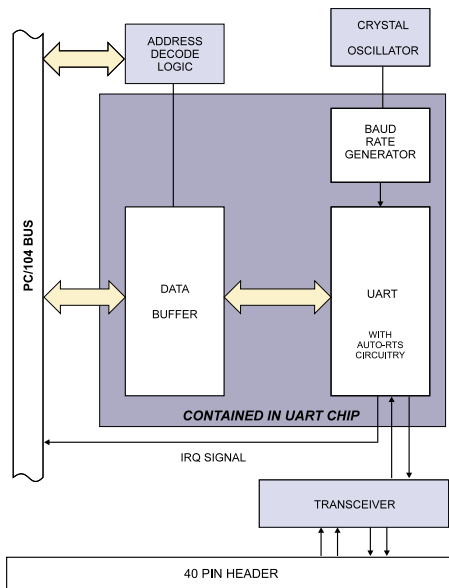 ADDRESS
DECODE
LOGIC
CRYSTAL
OSCILLATOR
BAUD
RATE
GENERATOR
PC/104 BUS
DATA
BUFFER
UART
WITH
AUTO-RTS
CIRCUITRY
CONTAINED IN UART CHIP
IRQ SIGNAL
TRANSCEIVER
40 PIN HEADER